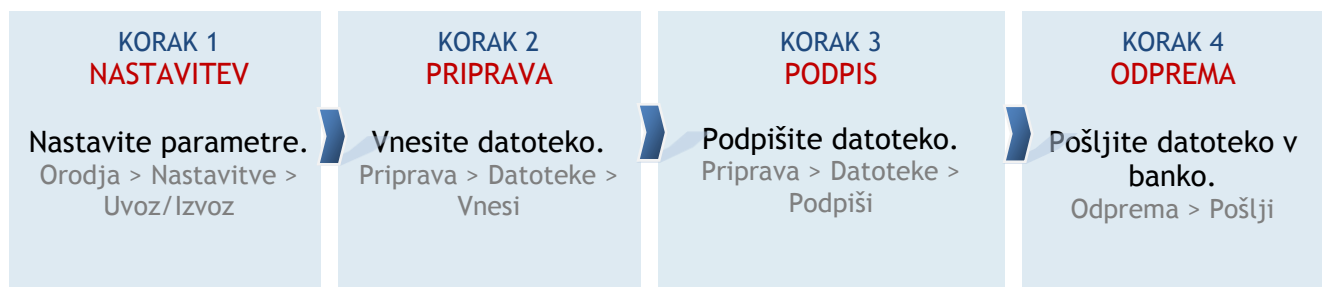 KORAK 1
NASTAVITEV
Nastavite parametre.
Orodja > Nastavitve >
Uvoz/Izvoz
KORAK 2
PRIPRAVA
Vnesite datoteko.
Priprava > Datoteke >
Vnesi
KORAK 3
PODPIS
Podpišite datoteko.
Priprava > Datoteke >
Podpiši
KORAK 4
ODPREMA
Pošljite datoteko v
banko.
Odprema > Pošlji